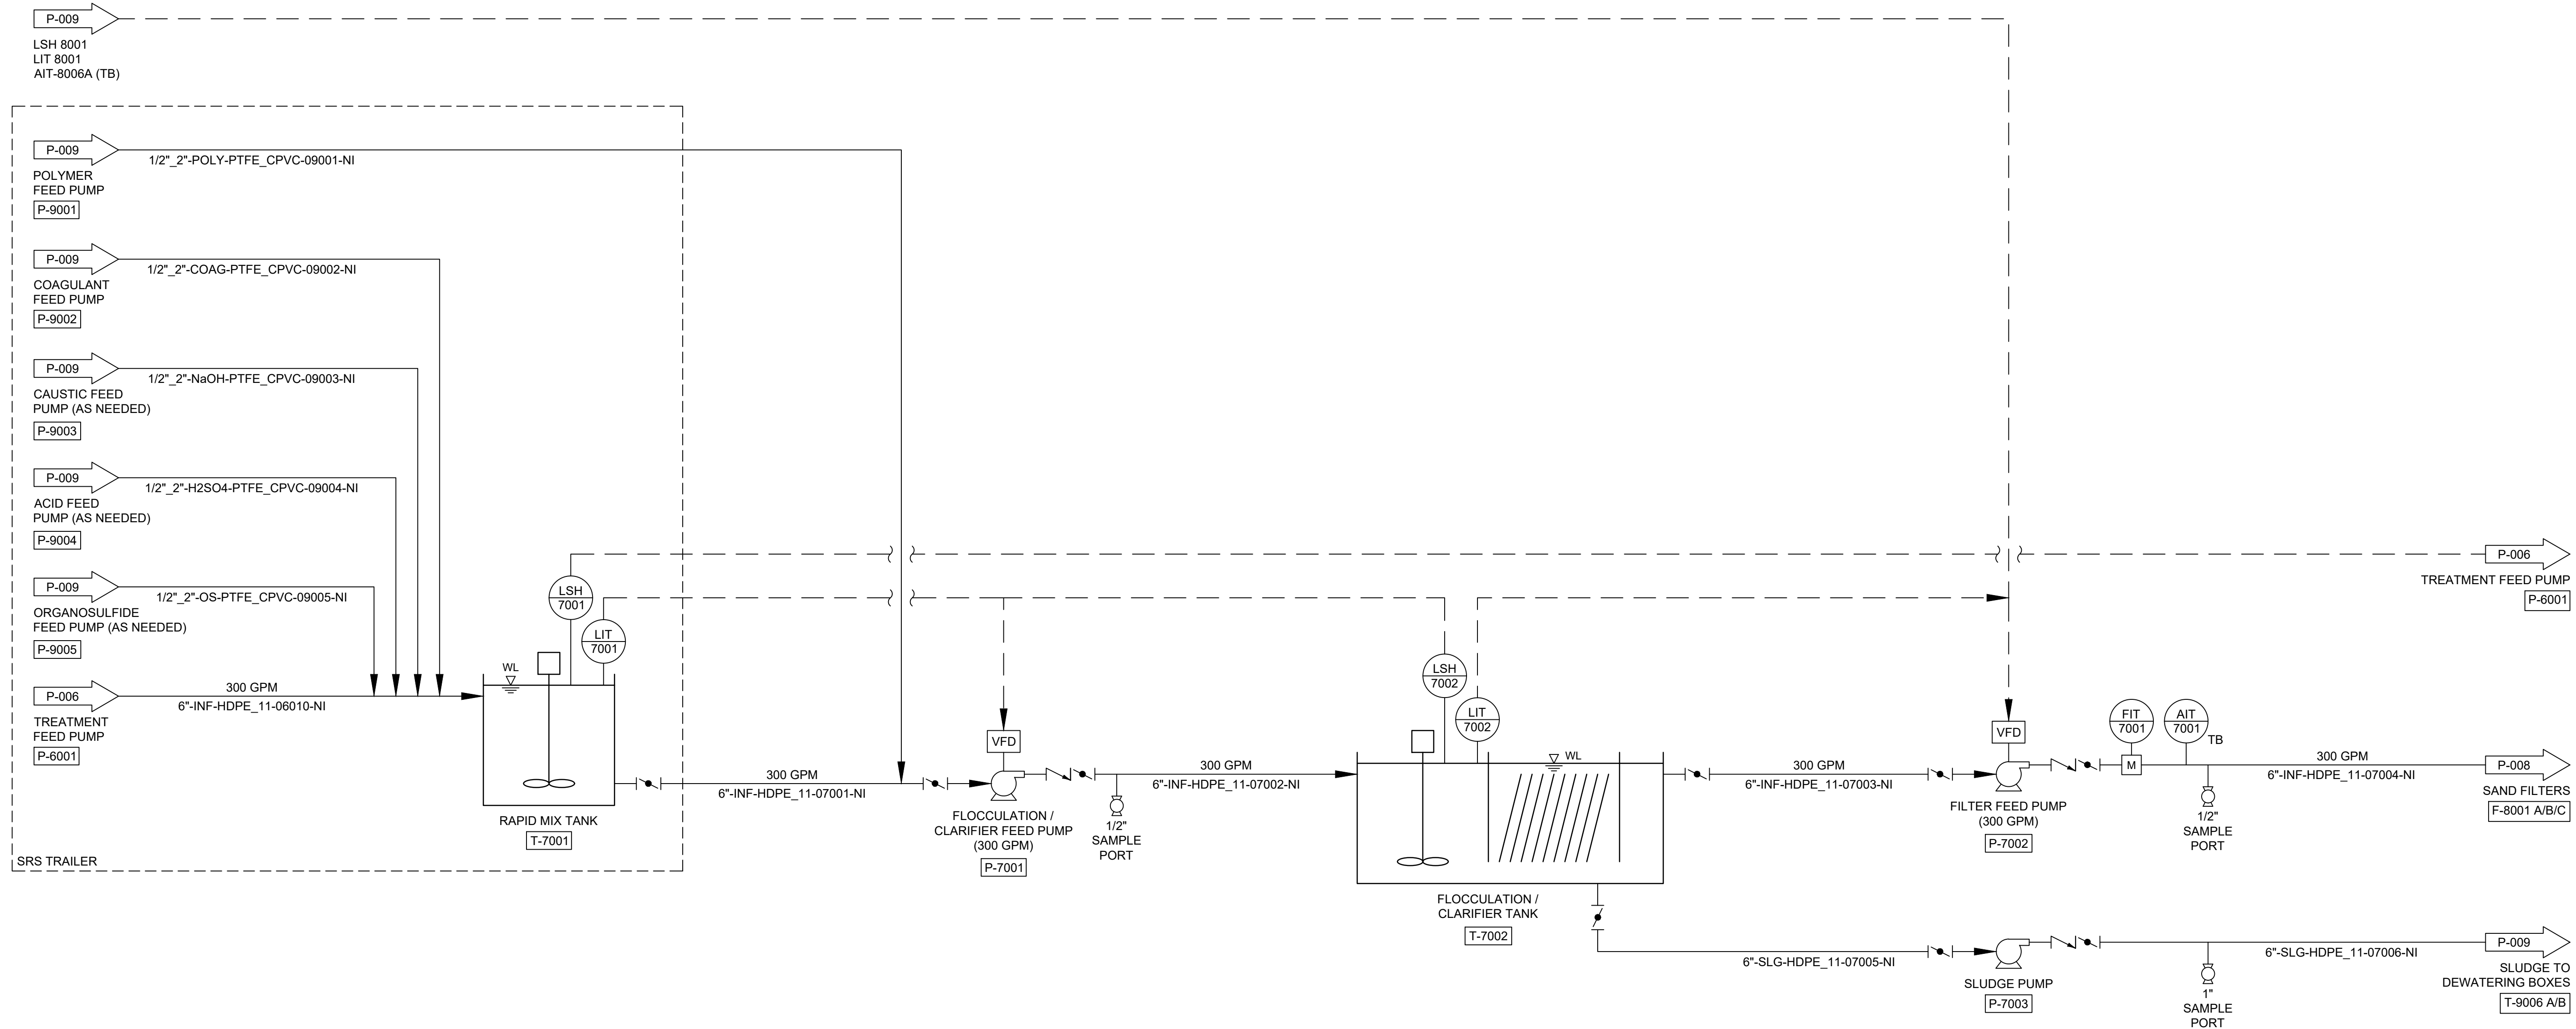 P-009
LSH 8001
LIT 8001
AIT-8006A (TB)
P-009
1/2"_2"-POLY-PTFE_CPVC-09001-NI
POLYMER
FEED PUMP
P-9001
P-009
1/2"_2"-COAG-PTFE_CPVC-09002-NI
COAGULANT
FEED PUMP
P-9002
P-009
1/2"_2"-NaOH-PTFE_CPVC-09003-NI
CAUSTIC FEED
PUMP (AS NEEDED)
P-9003
P-009
1/2"_2"-H2SO4-PTFE_CPVC-09004-NI
ACID FEED
PUMP (AS NEEDED)
P-9004
P-009
1/2"_2"-OS-PTFE_CPVC-09005-NI
ORGANOSULFIDE
FEED PUMP (AS NEEDED)
P-9005
P-006
300 GPM
6"-INF-HDPE_11-06010-NI
TREATMENT
FEED PUMP
P-6001
SRS TRAILER
LSH
7001
LIT
7001
WL
RAPID MIX TANK
T-7001
300 GPM
6"-INF-HDPE_11-07001-NI
VFD
FLOCCULATION /
CLARIFIER FEED PUMP
(300 GPM)
P-7001
1/2"
SAMPLE
PORT
300 GPM
6"-INF-HDPE_11-07002-NI
LSH
7002
LIT
7002
WL
FLOCCULATION /
CLARIFIER TANK
T-7002
300 GPM
6"-INF-HDPE_11-07003-NI
VFD
FILTER FEED PUMP
(300 GPM)
P-7002
FIT
7001
M
AIT
7001
TB
1/2"
SAMPLE
PORT
300 GPM
6"-INF-HDPE_11-07004-NI
P-008
SAND FILTERS
F-8001 A/B/C
P-006
TREATMENT FEED PUMP
P-6001
6"-SLG-HDPE_11-07005-NI
SLUDGE PUMP
P-7003
1"
SAMPLE
PORT
6"-SLG-HDPE_11-07006-NI
P-009
SLUDGE TO
DEWATERING BOXES
T-9006 A/B